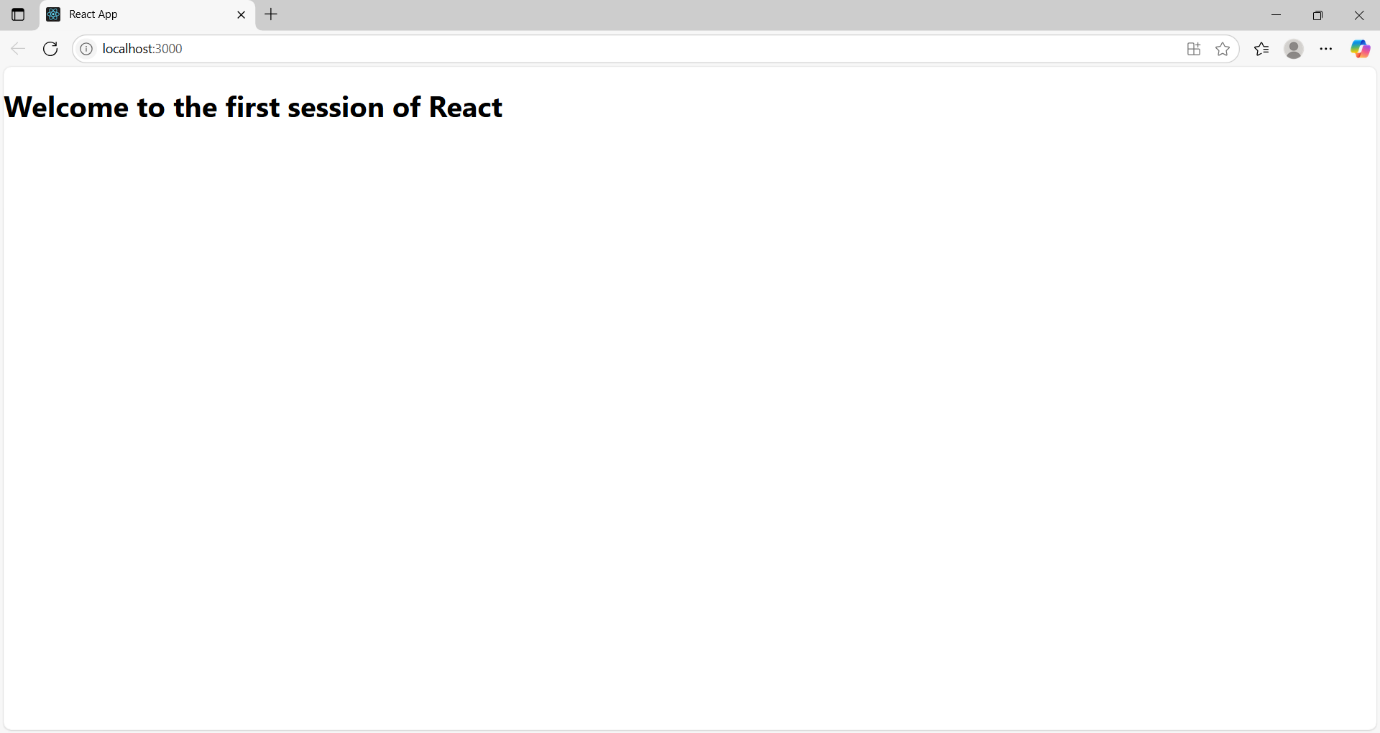 React App
localhost:3000
Welcome to the first session of React